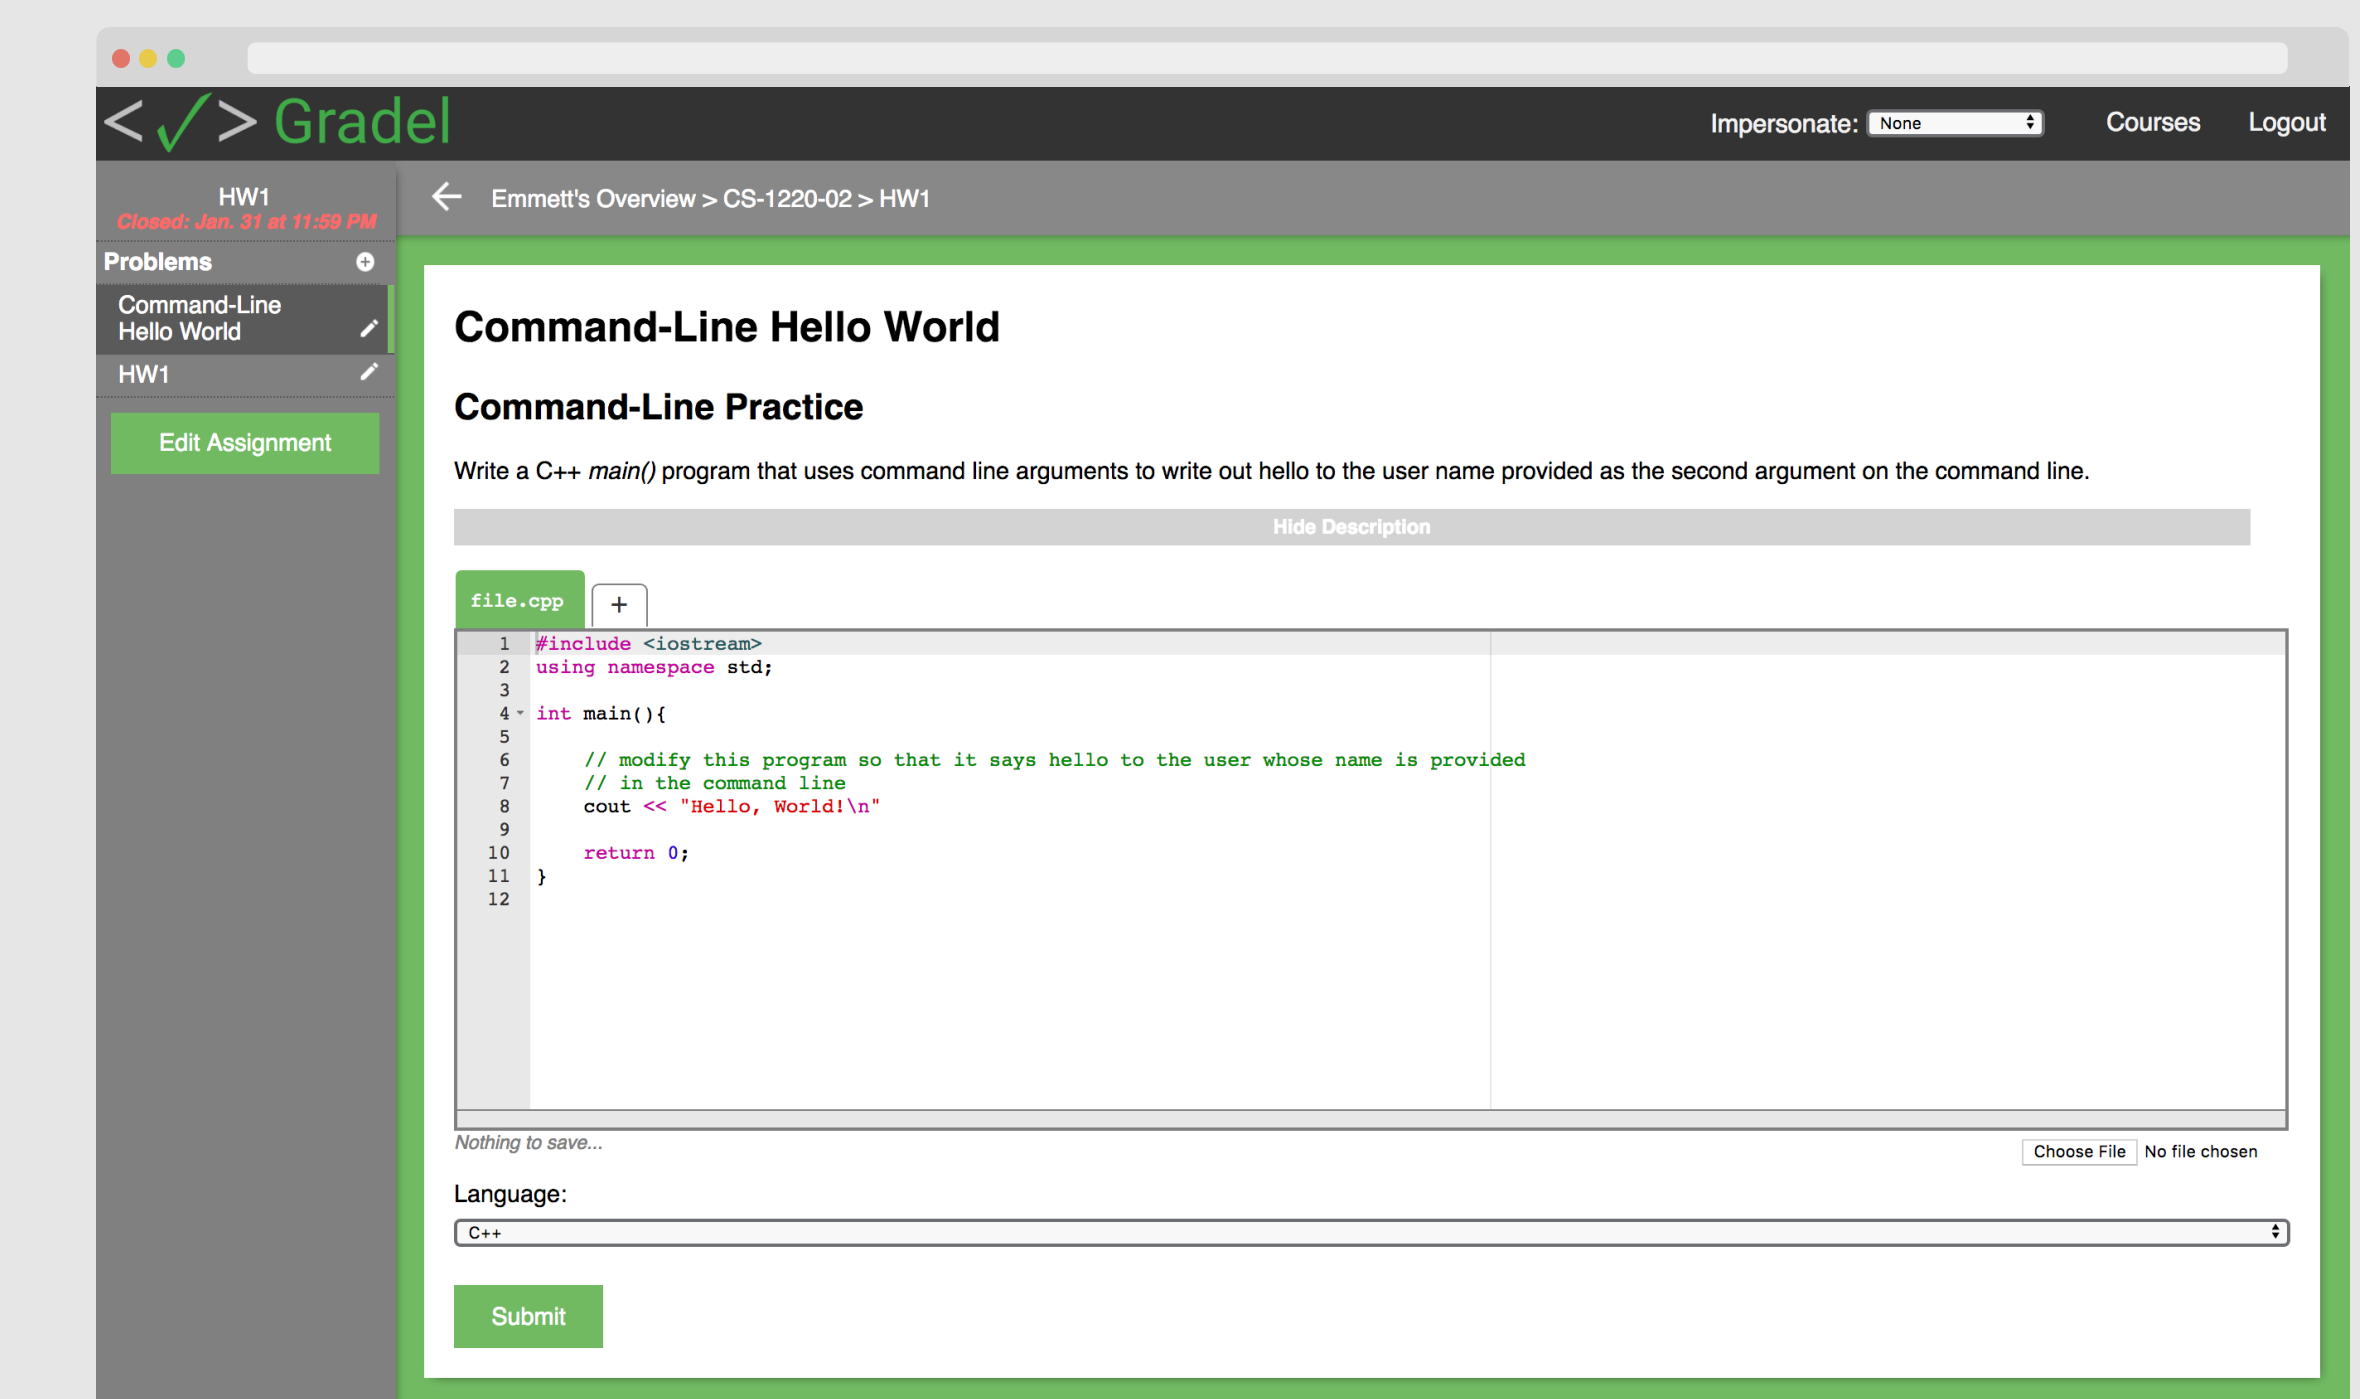 <✓> Gradel
Impersonate: None Courses Logout
HW1
Closed: Jan. 31 at 11:59 PM
Problems
Command-Line
Hello World
HW1
Edit Assignment
Emmett's Overview > CS-1220-02 > HW1
Command-Line Hello World
Command-Line Practice
Write a C++ main() program that uses command line arguments to write out hello to the user name provided as the second argument on the command line.
Hide Description
file.cpp +
1 #include <iostream>
2 using namespace std;
3
4 int main(){
5
6 // modify this program so that it says hello to the user whose name is provided
7 // in the command line
8 cout << "Hello, World!\n"
9
10 return 0;
11 }
12
Nothing to save...
Choose File No file chosen
Language:
C++
Submit